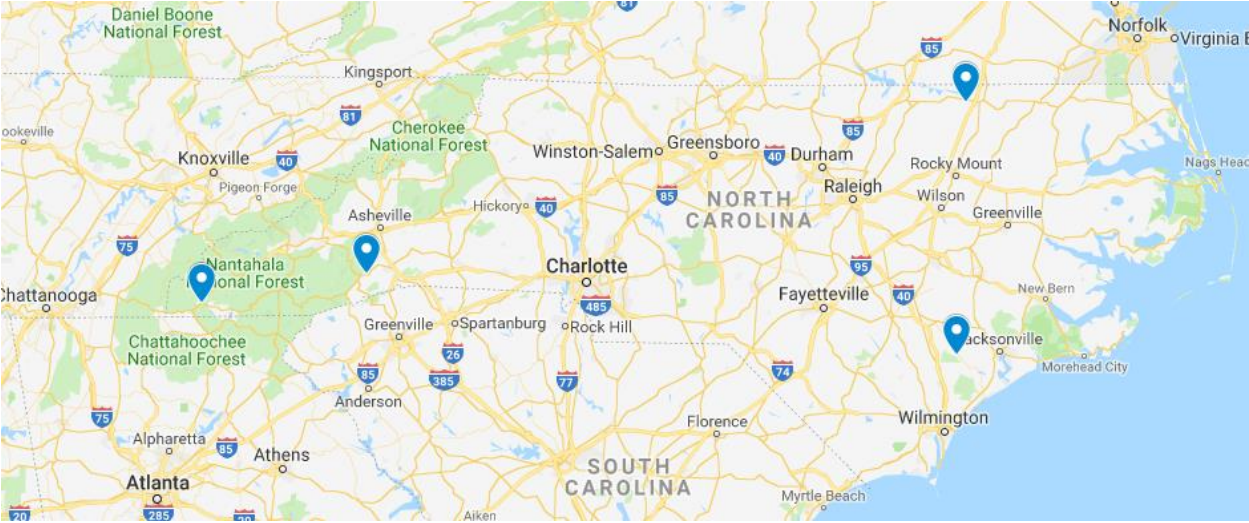 Daniel Boone
National Forest
81
Norfolk
Virginia B
85
Kingsport
81
ookeville
Cherokee
National Forest
Knoxville
40
Winston-Salem
Greensboro
40
Durham
85
Rocky Mount
Nags Head
Pigeon Forge
Raleigh
85
Wilson
Hickory
40
NORTH
CAROLINA
Greenville
Asheville
75
Nantahala
onal Forest
Charlotte
95
Chattanooga
485
Fayetteville
40
New Bern
Greenville
Spartanburg
Rock Hill
acksonville
Chattahoochee
National Forest
26
Morehead City
85
385
77
74
Anderson
75
Florence
Wilmington
Alpharetta
85
Athens
SOUTH
CAROLINA
Atlanta
Myrtle Beach
20
285
20
Aiken